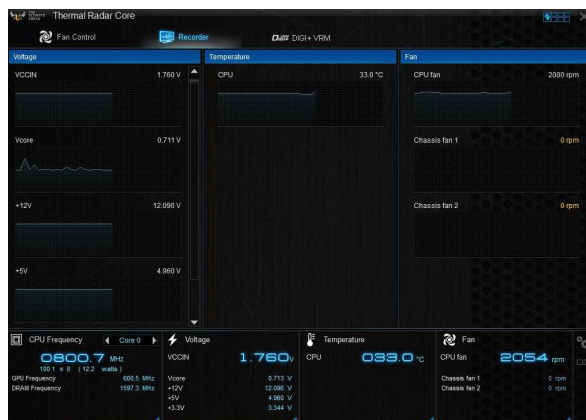 THE ULTIMATE FORCE Thermal Radar Core
Fan Control Recorder DIGI+ VRM
Voltage Temperature Fan
VCCIN 1.760 V CPU 33.0 °C CPU fan 2080 rpm
Vcore 0.711 V Chassis fan 1 0 rpm
+12V 12.096 V Chassis fan 2 0 rpm
+5V 4.960 V
CPU Frequency Core 0 Voltage Temperature Fan
0800.7 MHz VCCIN 1.760v CPU 033.0 °C CPU fan 2054 rpm
100.1 x 8 ( 12.2 watts )
GPU Frequency 600.5 MHz Vcore 0.713 V Chassis fan 1 0 rpm
DRAM Frequency 1597.3 MHz +12V 12.096 V Chassis fan 2 0 rpm
+5V 4.960 V
+3.3V 3.344 V